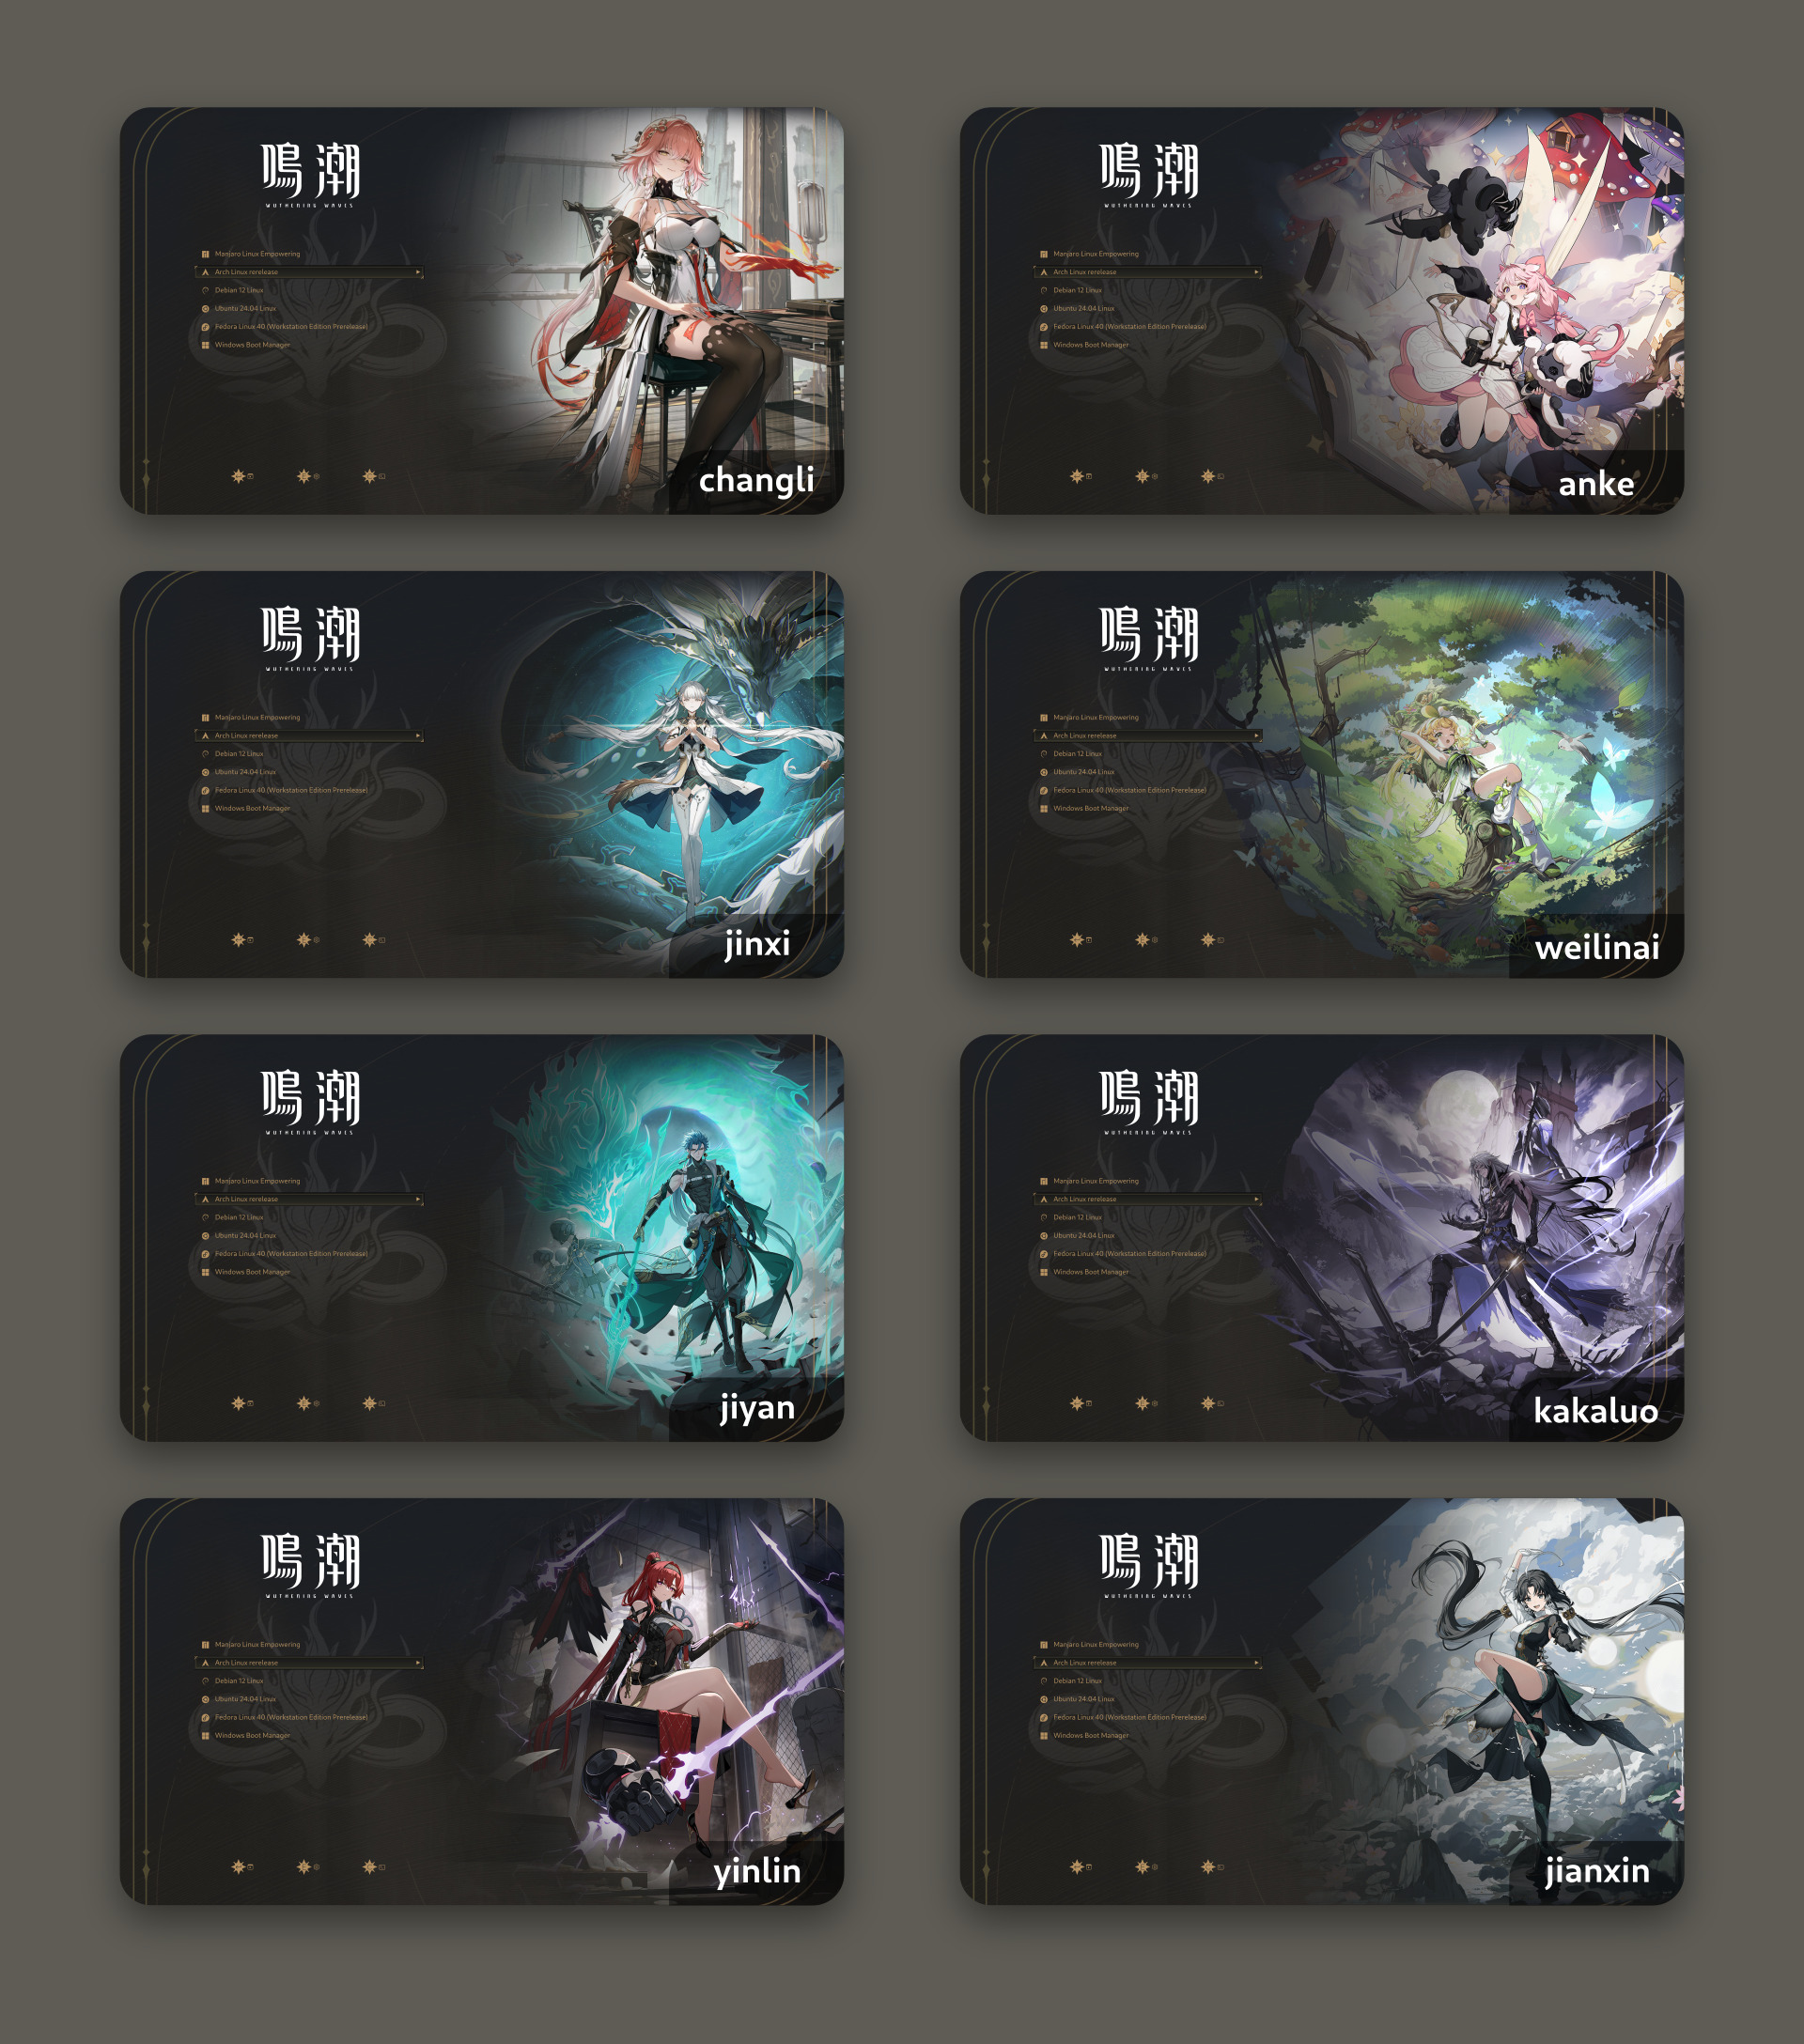 鳴潮
WUTHERING WAVES
Manjaro Linux Empowering
Arch Linux rerelease
Debian 12 Linux
Ubuntu 24.04 Linux
Fedora Linux 40 (Workstation Edition Prerelease)
Windows Boot Manager
changli
鳴潮
WUTHERING WAVES
Manjaro Linux Empowering
Arch Linux rerelease
Debian 12 Linux
Ubuntu 24.04 Linux
Fedora Linux 40 (Workstation Edition Prerelease)
Windows Boot Manager
anke
鳴潮
WUTHERING WAVES
Manjaro Linux Empowering
Arch Linux rerelease
Debian 12 Linux
Ubuntu 24.04 Linux
Fedora Linux 40 (Workstation Edition Prerelease)
Windows Boot Manager
jinxi
鳴潮
WUTHERING WAVES
Manjaro Linux Empowering
Arch Linux rerelease
Debian 12 Linux
Ubuntu 24.04 Linux
Fedora Linux 40 (Workstation Edition Prerelease)
Windows Boot Manager
weilinai
鳴潮
WUTHERING WAVES
Manjaro Linux Empowering
Arch Linux rerelease
Debian 12 Linux
Ubuntu 24.04 Linux
Fedora Linux 40 (Workstation Edition Prerelease)
Windows Boot Manager
jiyan
鳴潮
WUTHERING WAVES
Manjaro Linux Empowering
Arch Linux rerelease
Debian 12 Linux
Ubuntu 24.04 Linux
Fedora Linux 40 (Workstation Edition Prerelease)
Windows Boot Manager
kakaluo
鳴潮
WUTHERING WAVES
Manjaro Linux Empowering
Arch Linux rerelease
Debian 12 Linux
Ubuntu 24.04 Linux
Fedora Linux 40 (Workstation Edition Prerelease)
Windows Boot Manager
yinlin
鳴潮
WUTHERING WAVES
Manjaro Linux Empowering
Arch Linux rerelease
Debian 12 Linux
Ubuntu 24.04 Linux
Fedora Linux 40 (Workstation Edition Prerelease)
Windows Boot Manager
jianxin